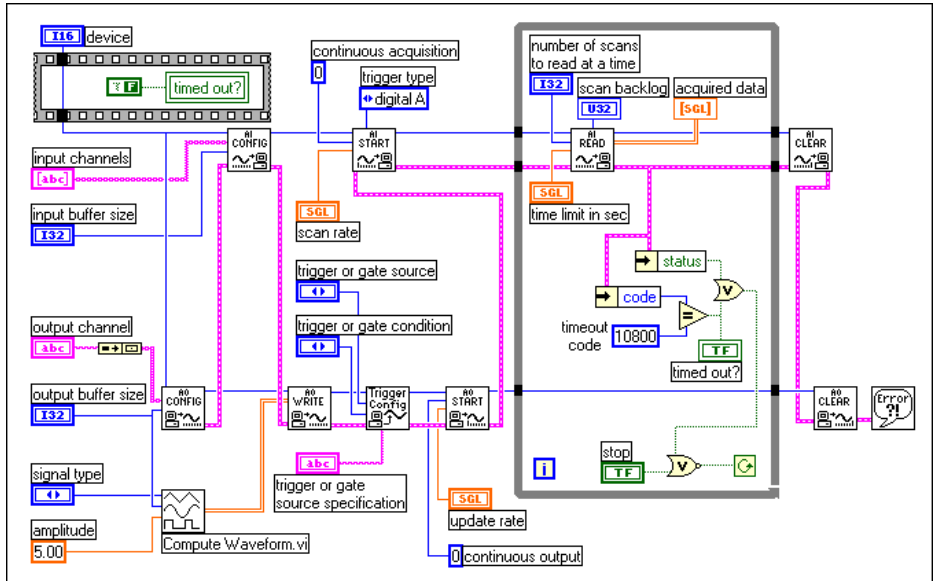 I16 device
T F timed out?
continuous acquisition
0
trigger type
digital A
number of scans
to read at a time
I32
scan backlog
U32
acquired data
[SGL]
AI
CONFIG
AI
START
AI
READ
AI
CLEAR
input channels
[abc]
input buffer size
I32
SGL
scan rate
SGL
time limit in sec
trigger or gate source
trigger or gate condition
status
code
timeout
code
10800
=
V
TF
timed out?
output channel
abc
output buffer size
I32
AO
CONFIG
AO
WRITE
Trigger
Config
AO
START
AO
CLEAR
Error
?!
signal type
abc
trigger or gate
source specification
SGL
update rate
i
stop
TF
V
amplitude
5.00
Compute Waveform.vi
0 continuous output